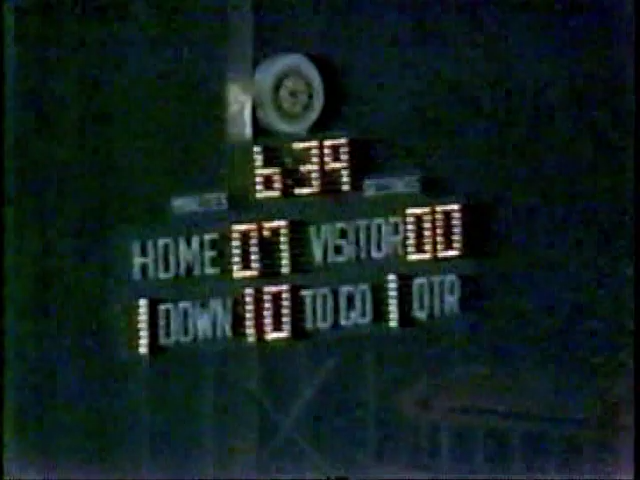 6:39
MINUTES SECONDS
HOME 07 VISITOR 00
1 DOWN 10 TO GO 1 QTR